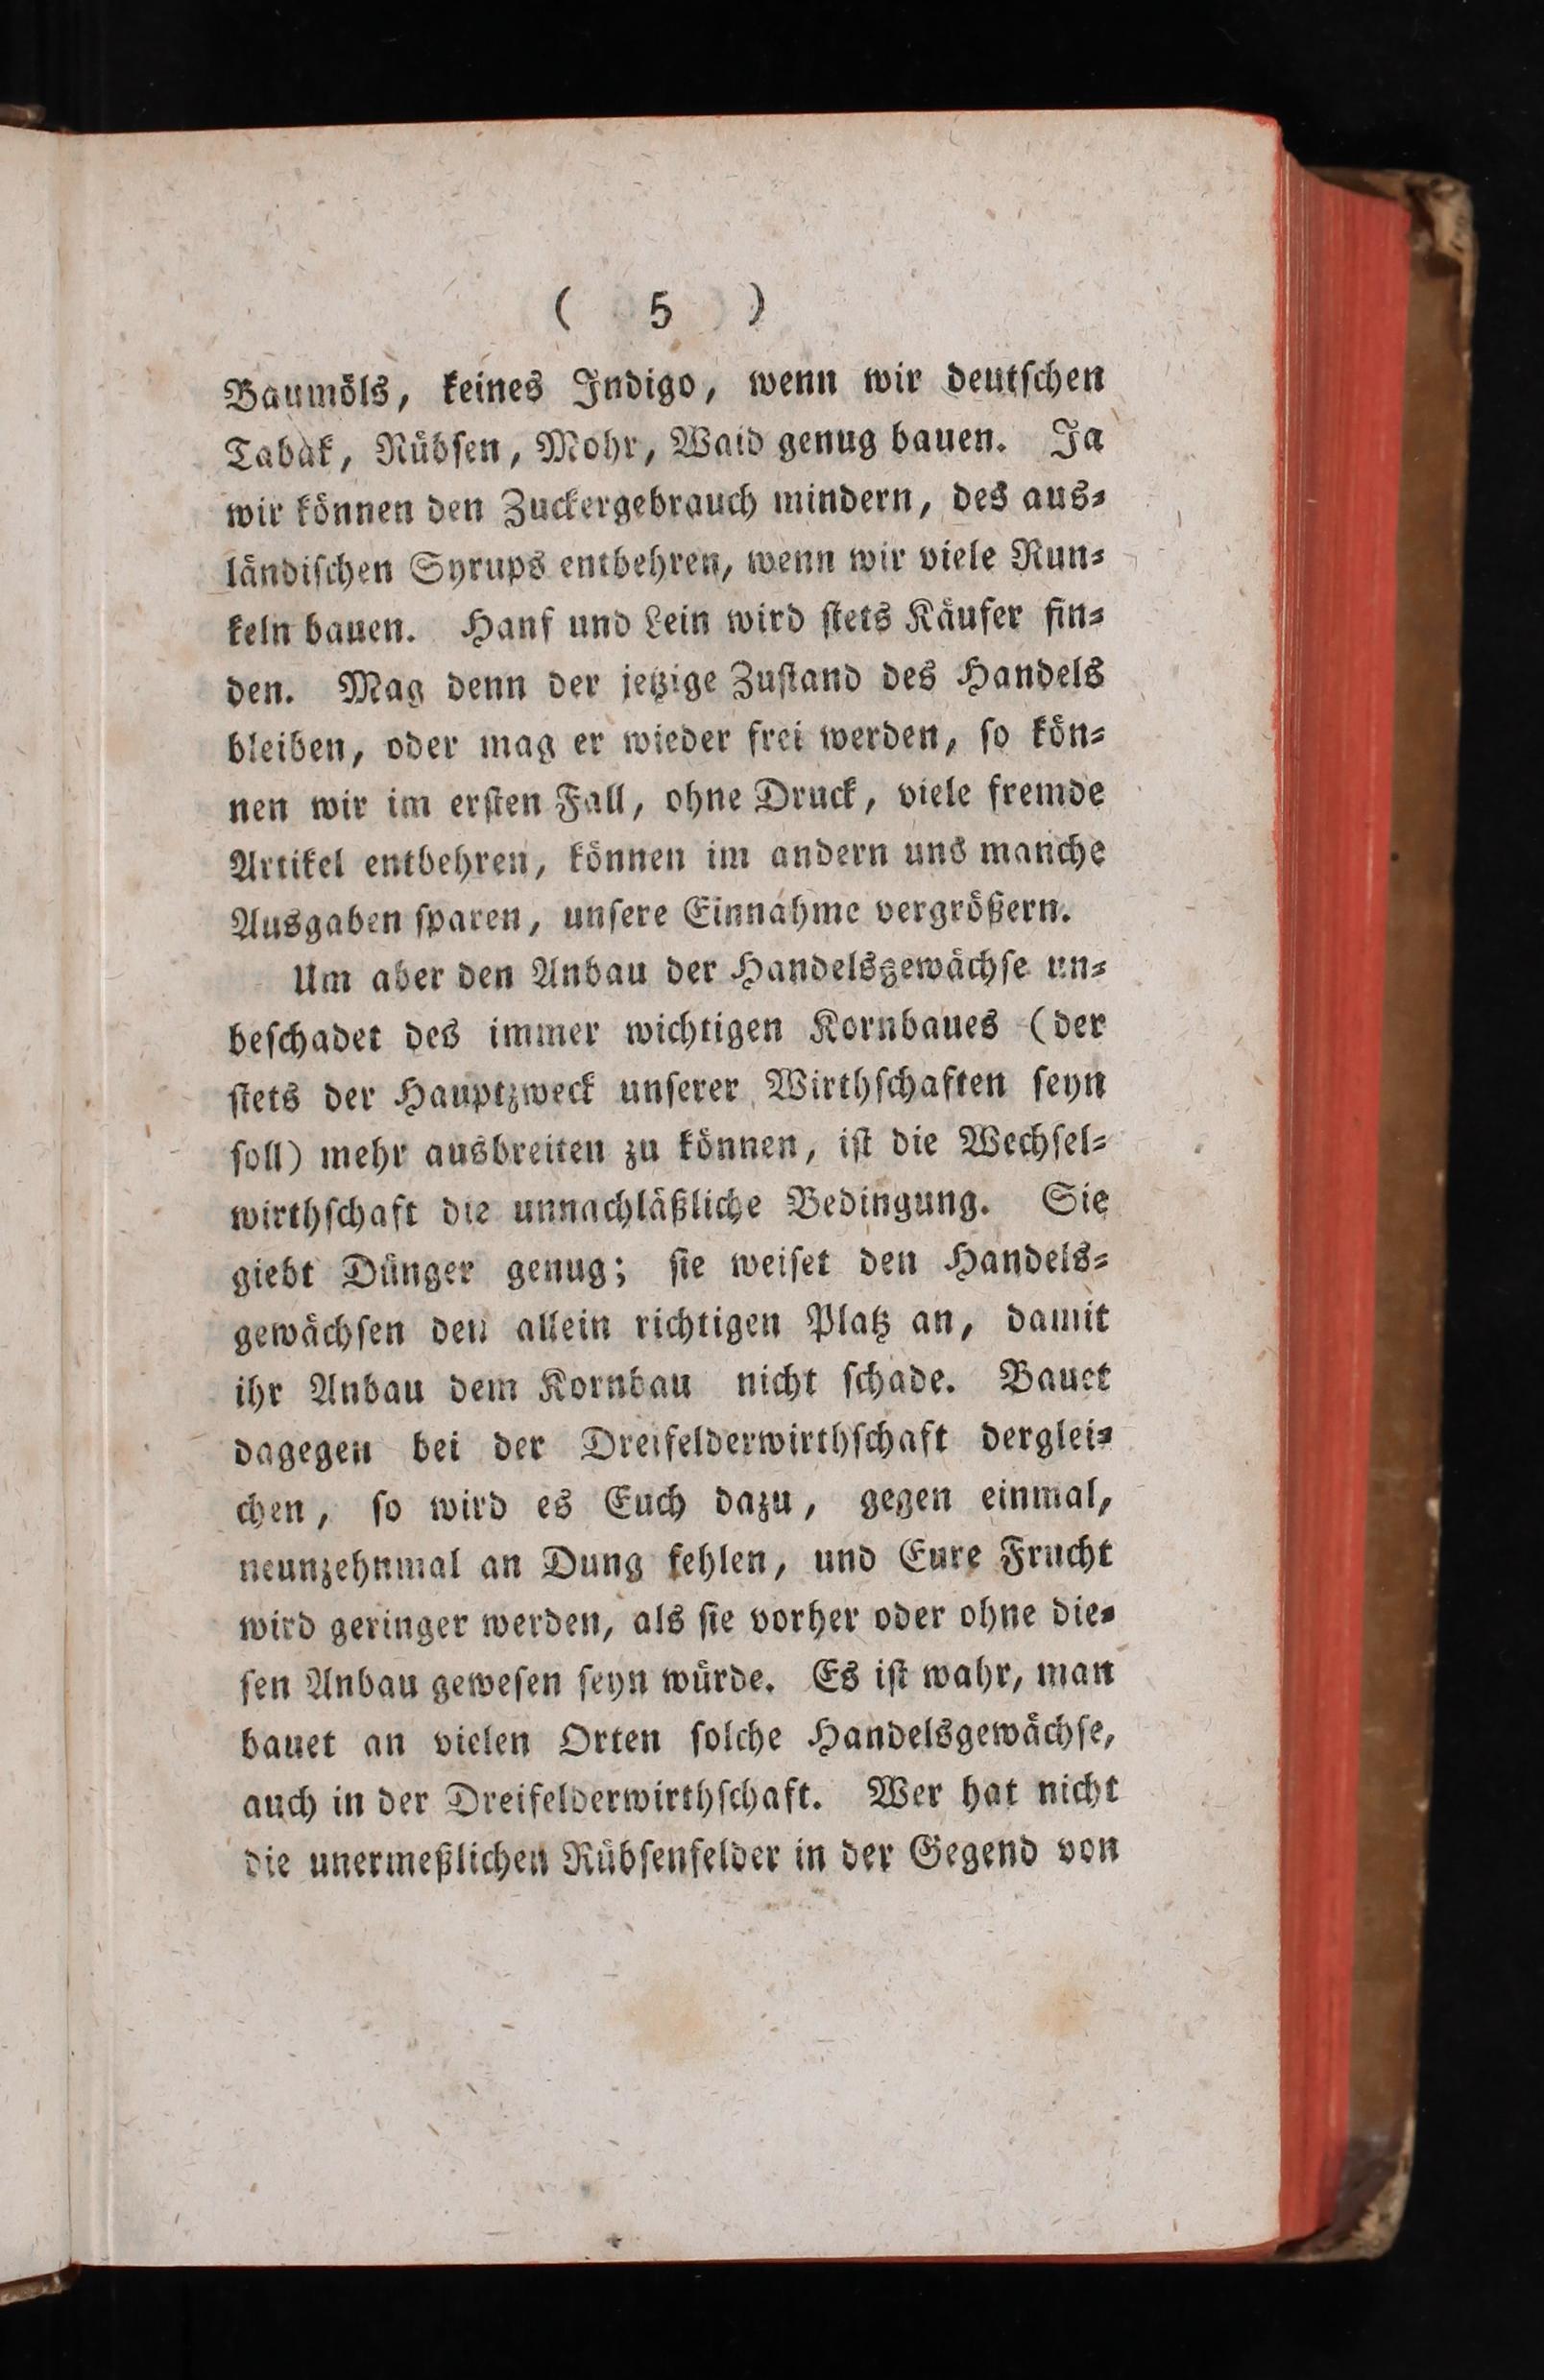 ( 5 )
Baumöls, keines Indigo, wenn wir deutſchen
Tabak, Rübſen, Mohr, Waid genug bauen. Ja
wir können den Zuckergebrauch mindern, des aus⸗
ländiſchen Syrups entbehren, wenn wir viele Run⸗
keln bauen. Hanf und Lein wird ſtets Käufer fin⸗
den. Mag denn der jetzige Zuſtand des Handels
bleiben, oder mag er wieder frei werden, ſo kön⸗
nen wir im erſten Fall, ohne Druck, viele fremde
Artikel entbehren, können im andern uns manche
Ausgaben ſparen, unſere Einnahme vergrößern.
Um aber den Anbau der Handelsgewächſe un⸗
beſchadet des immer wichtigen Kornbaues (der
ſtets der Hauptzweck unſerer Wirthſchaften ſeyn
ſoll) mehr ausbreiten zu können, iſt die Wechſel⸗
wirthſchaft die unnachläßliche Bedingung. Sie
giebt Dünger genug; ſie weiſet den Handels⸗
gewächſen den allein richtigen Platz an, damit
ihr Anbau dem Kornbau nicht ſchade. Bauet
dagegen bei der Dreifelderwirthſchaft derglei⸗
chen, ſo wird es Euch dazu, gegen einmal,
neunzehnmal an Dung fehlen, und Eure Frucht
wird geringer werden, als ſie vorher oder ohne die⸗
ſen Anbau geweſen ſeyn würde. Es iſt wahr, man
bauet an vielen Orten ſolche Handelsgewächſe,
auch in der Dreifelderwirthſchaft. Wer hat nicht
die unermeßlichen Rübſenfelder in der Gegend von